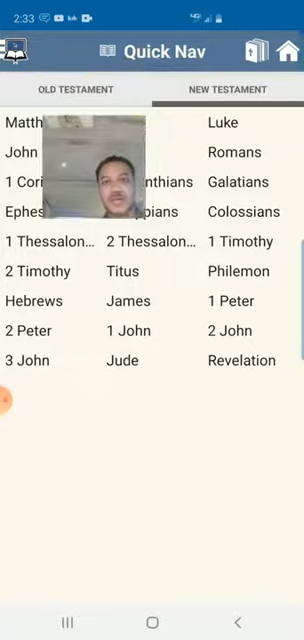 2:33
Quick Nav
OLD TESTAMENT NEW TESTAMENT
Matth Luke
John Romans
1 Cori nthians Galatians
Ephes pians Colossians
1 Thessalon... 2 Thessalon... 1 Timothy
2 Timothy Titus Philemon
Hebrews James 1 Peter
2 Peter 1 John 2 John
3 John Jude Revelation